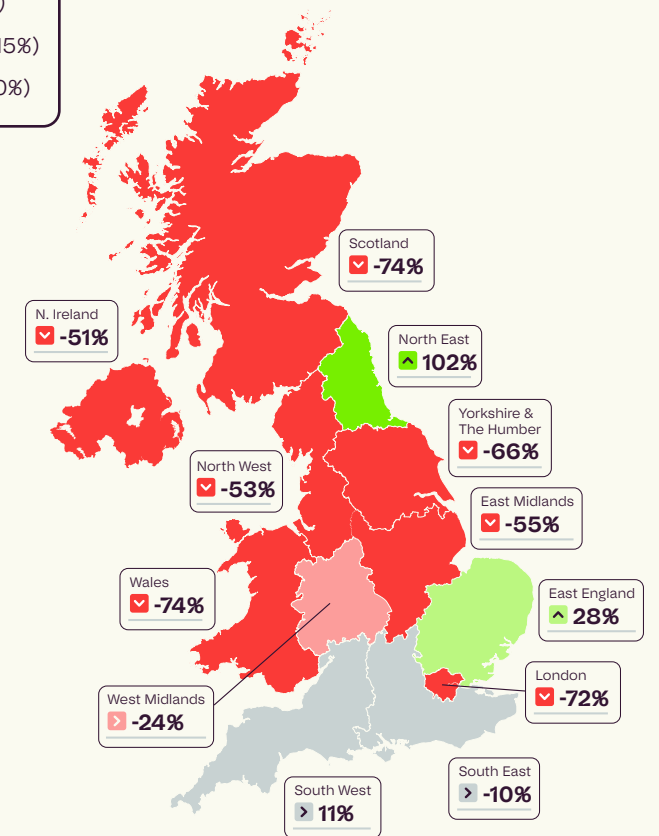 )
15%)
0%)
Scotland
-74%
N. Ireland
-51%
North East
102%
Yorkshire &
The Humber
-66%
North West
-53%
East Midlands
-55%
Wales
-74%
East England
28%
London
-72%
West Midlands
-24%
South East
-10%
South West
11%